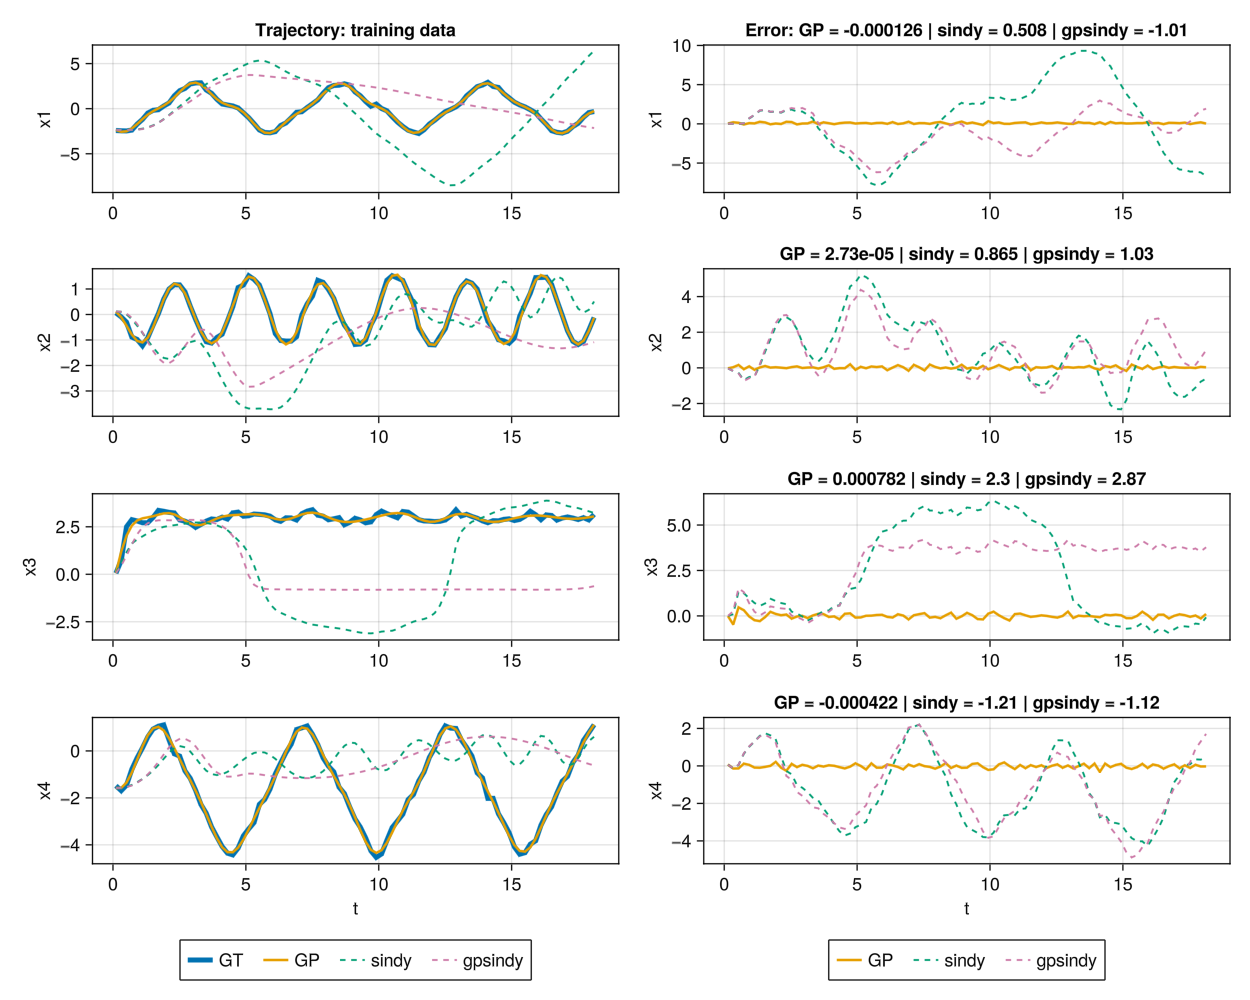 Trajectory: training data
x1
5
0
−5
0 5 10 15
Error: GP = -0.000126 | sindy = 0.508 | gpsindy = -1.01
x1
10
5
0
−5
0 5 10 15
x2
1
0
−1
−2
−3
0 5 10 15
GP = 2.73e-05 | sindy = 0.865 | gpsindy = 1.03
x2
4
2
0
−2
0 5 10 15
x3
2.5
0.0
−2.5
0 5 10 15
GP = 0.000782 | sindy = 2.3 | gpsindy = 2.87
x3
5.0
2.5
0.0
0 5 10 15
x4
0
−2
−4
0 5 10 15
t
GP = -0.000422 | sindy = -1.21 | gpsindy = -1.12
x4
2
0
−2
−4
0 5 10 15
t
GT GP sindy gpsindy
GP sindy gpsindy